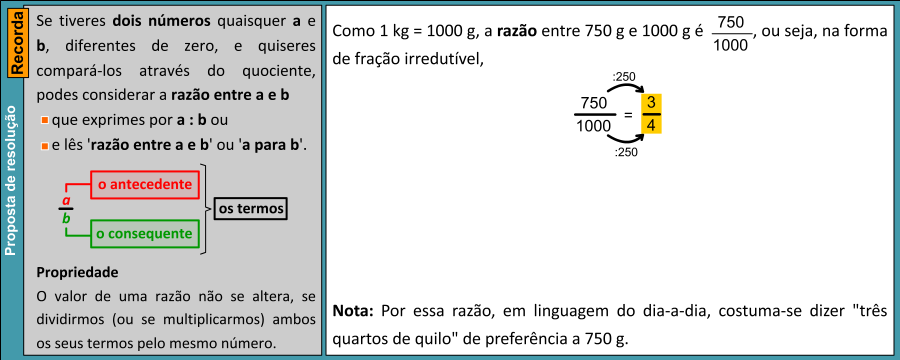 Proposta de resolução
Recorda
Se tiveres dois números quaisquer a e
b, diferentes de zero, e quiseres
compará-los através do quociente,
podes considerar a razão entre a e b
que exprimes por a : b ou
e lês 'razão entre a e b' ou 'a para b'.
a
b
o antecedente
o consequente
os termos
Propriedade
O valor de uma razão não se altera, se
dividirmos (ou se multiplicarmos) ambos
os seus termos pelo mesmo número.
Como 1 kg = 1000 g, a razão entre 750 g e 1000 g é 750/1000, ou seja, na forma
de fração irredutível,
:250
750/1000 = 3/4
:250
Nota: Por essa razão, em linguagem do dia-a-dia, costuma-se dizer "três
quartos de quilo" de preferência a 750 g.